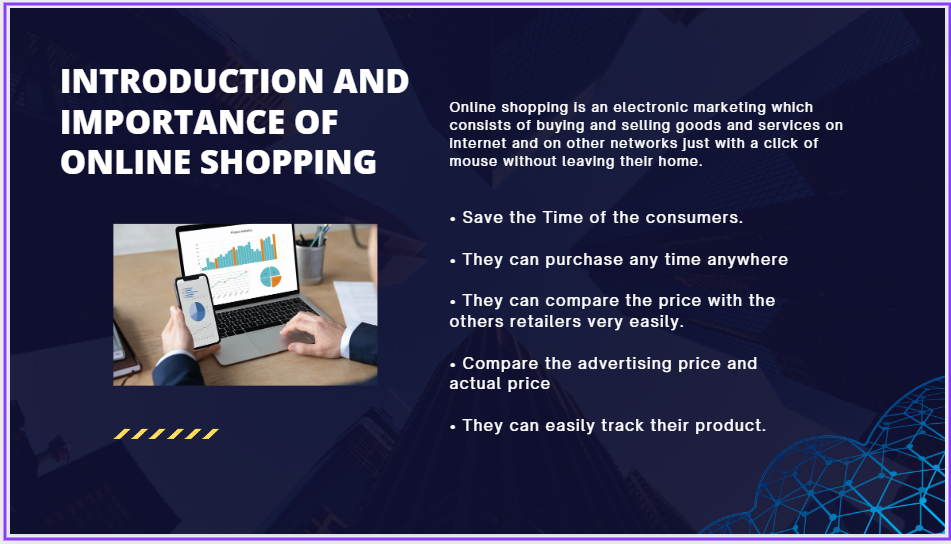 INTRODUCTION AND
IMPORTANCE OF
ONLINE SHOPPING
Online shopping is an electronic marketing which
consists of buying and selling goods and services on
internet and on other networks just with a click of
mouse without leaving their home.
• Save the Time of the consumers.
• They can purchase any time anywhere
• They can compare the price with the
others retailers very easily.
• Compare the advertising price and
actual price
• They can easily track their product.